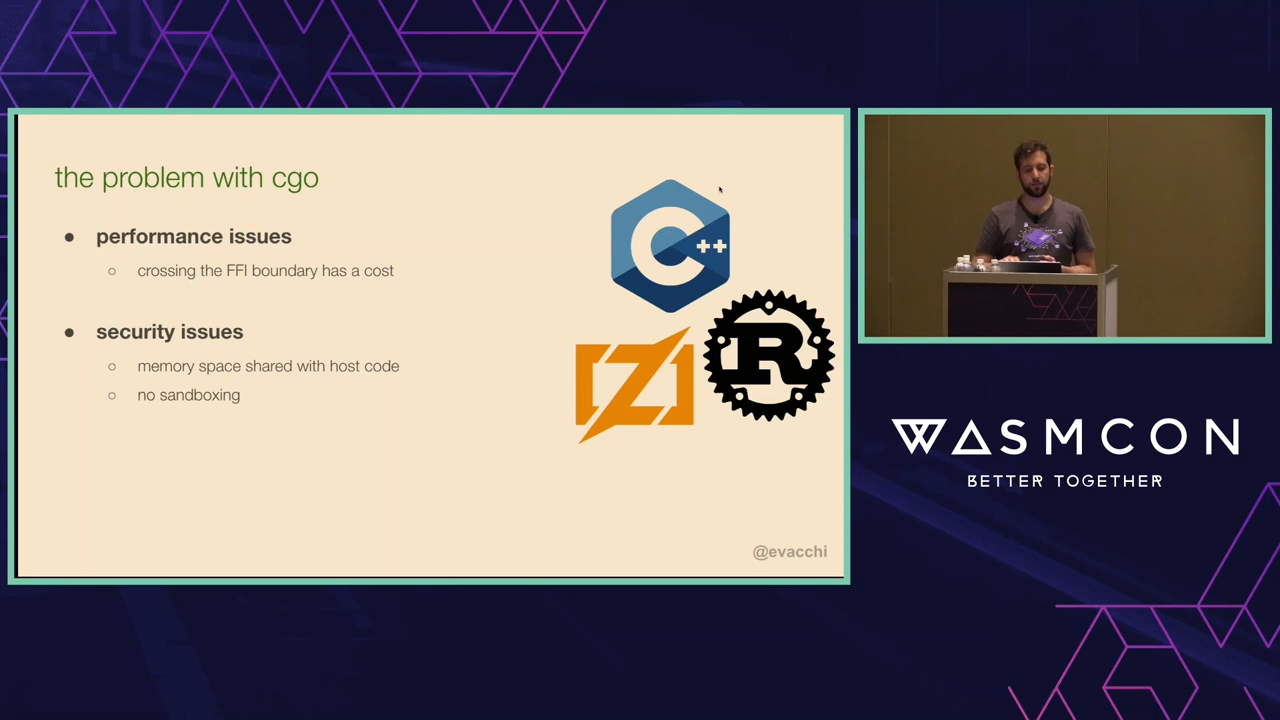 the problem with cgo
● performance issues
○ crossing the FFI boundary has a cost
● security issues
○ memory space shared with host code
○ no sandboxing
C++
R
Z
@evacchi
WASMCON
BETTER TOGETHER